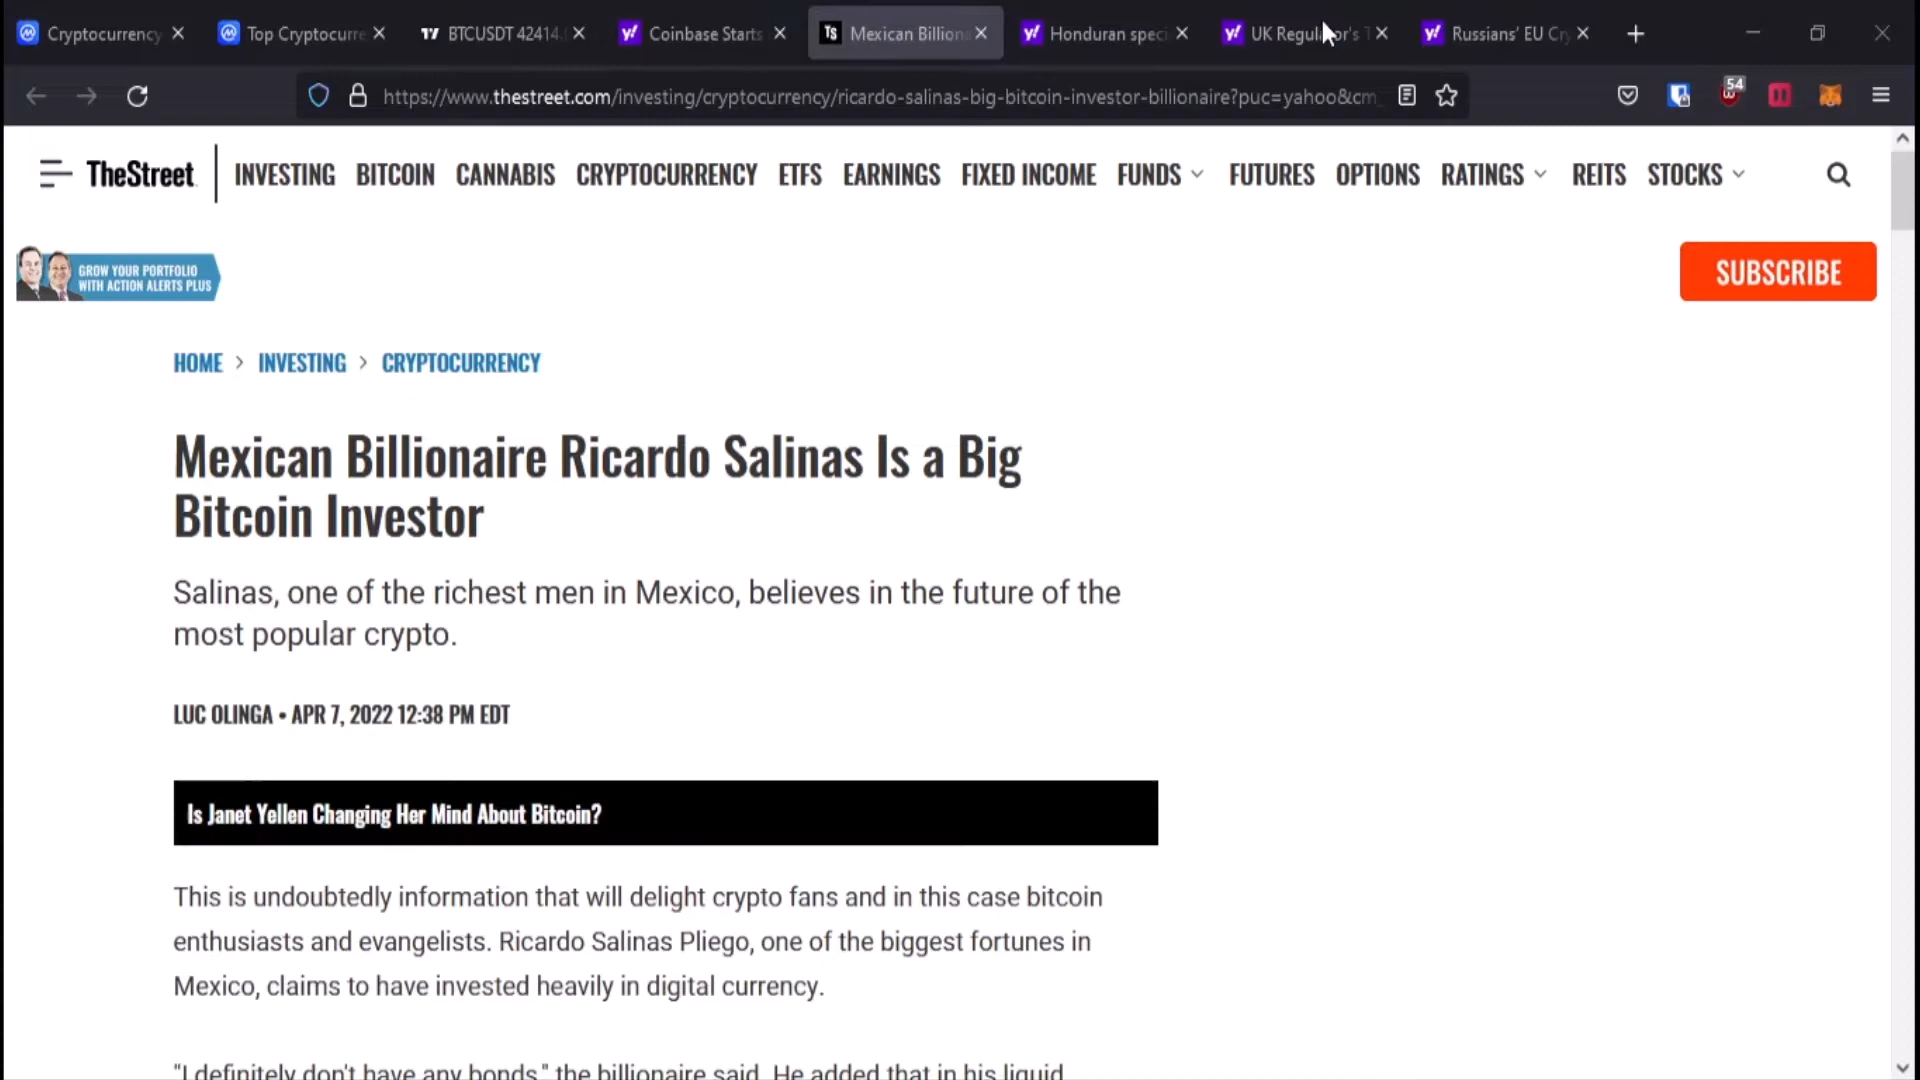 Cryptocurrency
Top Cryptocurre
BTCUSDT 42414.
Coinbase Starts
Mexican Billiona
Honduran speci
UK Regulator's T
Russians' EU Cry
https://www.thestreet.com/investing/cryptocurrency/ricardo-salinas-big-bitcoin-investor-billionaire?puc=yahoo&cm_
54
TheStreet
INVESTING BITCOIN CANNABIS CRYPTOCURRENCY ETFS EARNINGS FIXED INCOME FUNDS FUTURES OPTIONS RATINGS REITS STOCKS
GROW YOUR PORTFOLIO
WITH ACTION ALERTS PLUS
SUBSCRIBE
HOME > INVESTING > CRYPTOCURRENCY
Mexican Billionaire Ricardo Salinas Is a Big
Bitcoin Investor
Salinas, one of the richest men in Mexico, believes in the future of the
most popular crypto.
LUC OLINGA • APR 7, 2022 12:38 PM EDT
Is Janet Yellen Changing Her Mind About Bitcoin?
This is undoubtedly information that will delight crypto fans and in this case bitcoin
enthusiasts and evangelists. Ricardo Salinas Pliego, one of the biggest fortunes in
Mexico, claims to have invested heavily in digital currency.
"I definitely don't have any bonds," the billionaire said. He added that in his liquid